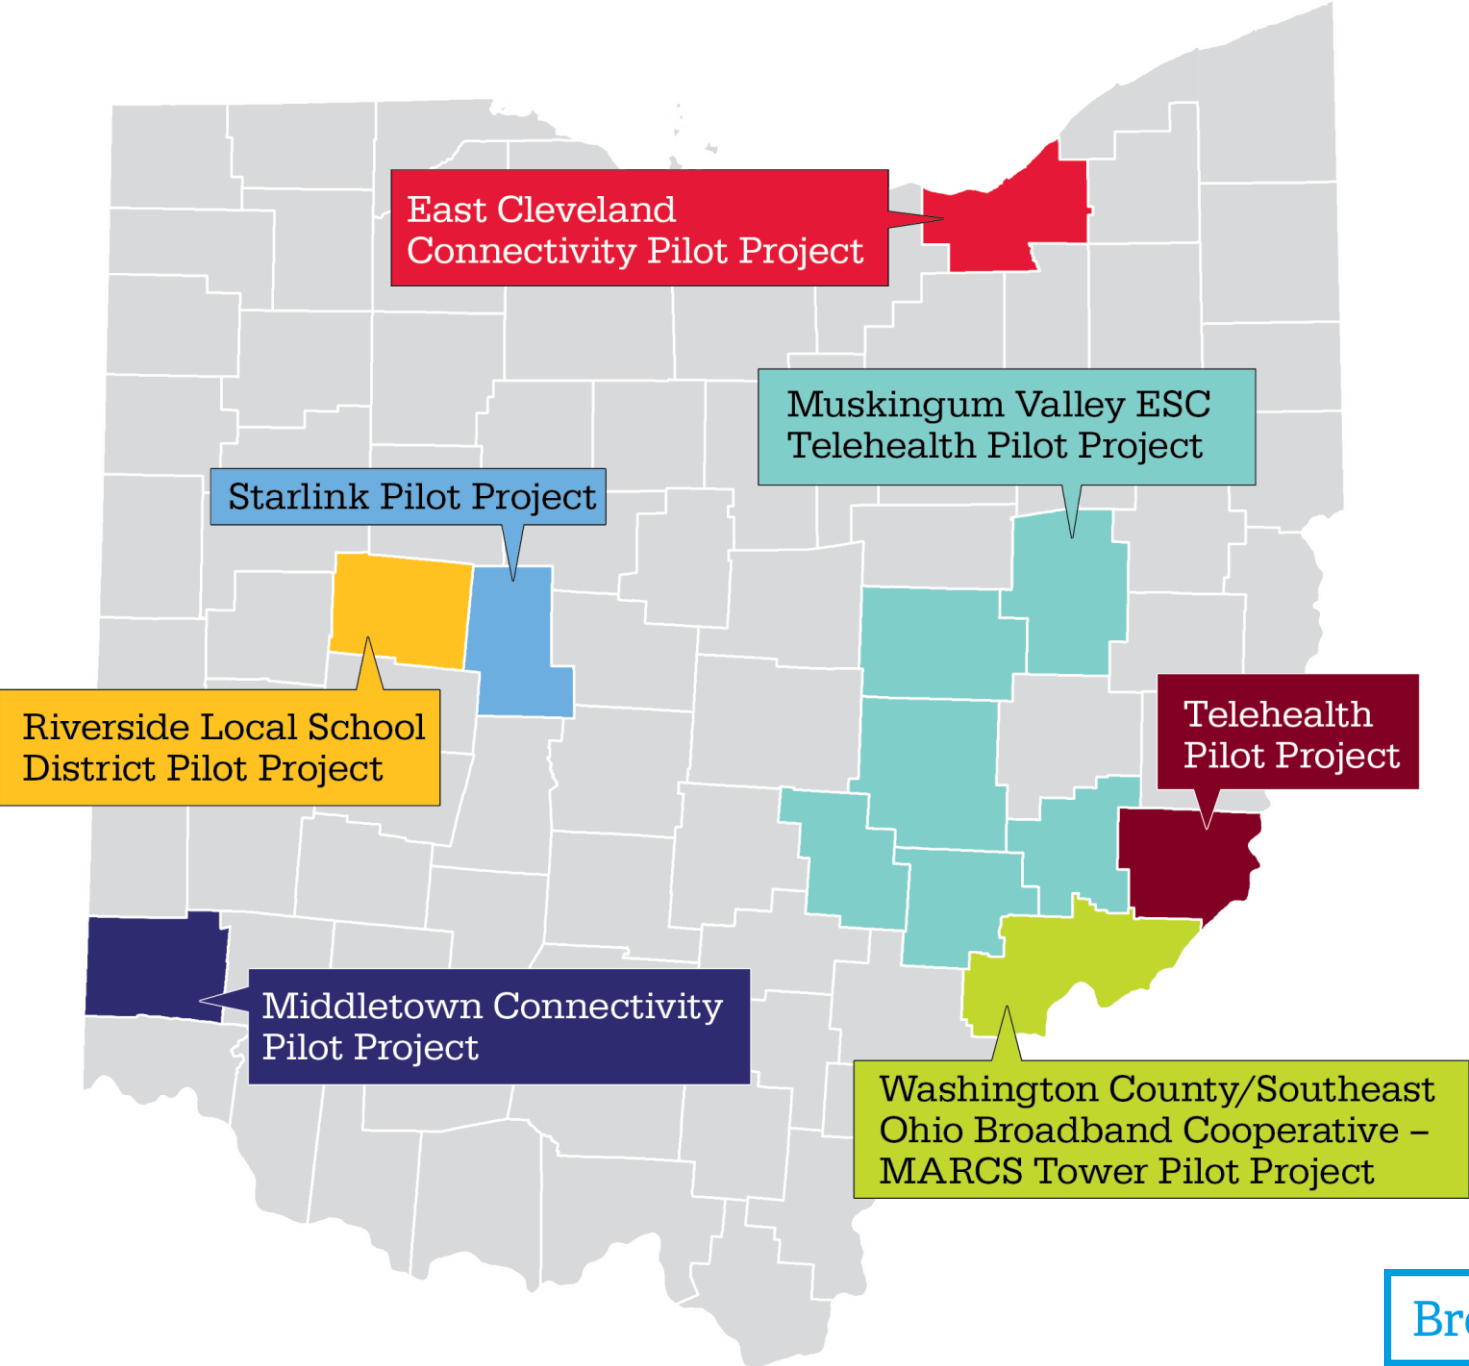 East Cleveland
Connectivity Pilot Project
Muskingum Valley ESC
Telehealth Pilot Project
Starlink Pilot Project
Riverside Local School
District Pilot Project
Telehealth
Pilot Project
Middletown Connectivity
Pilot Project
Washington County/Southeast
Ohio Broadband Cooperative –
MARCS Tower Pilot Project